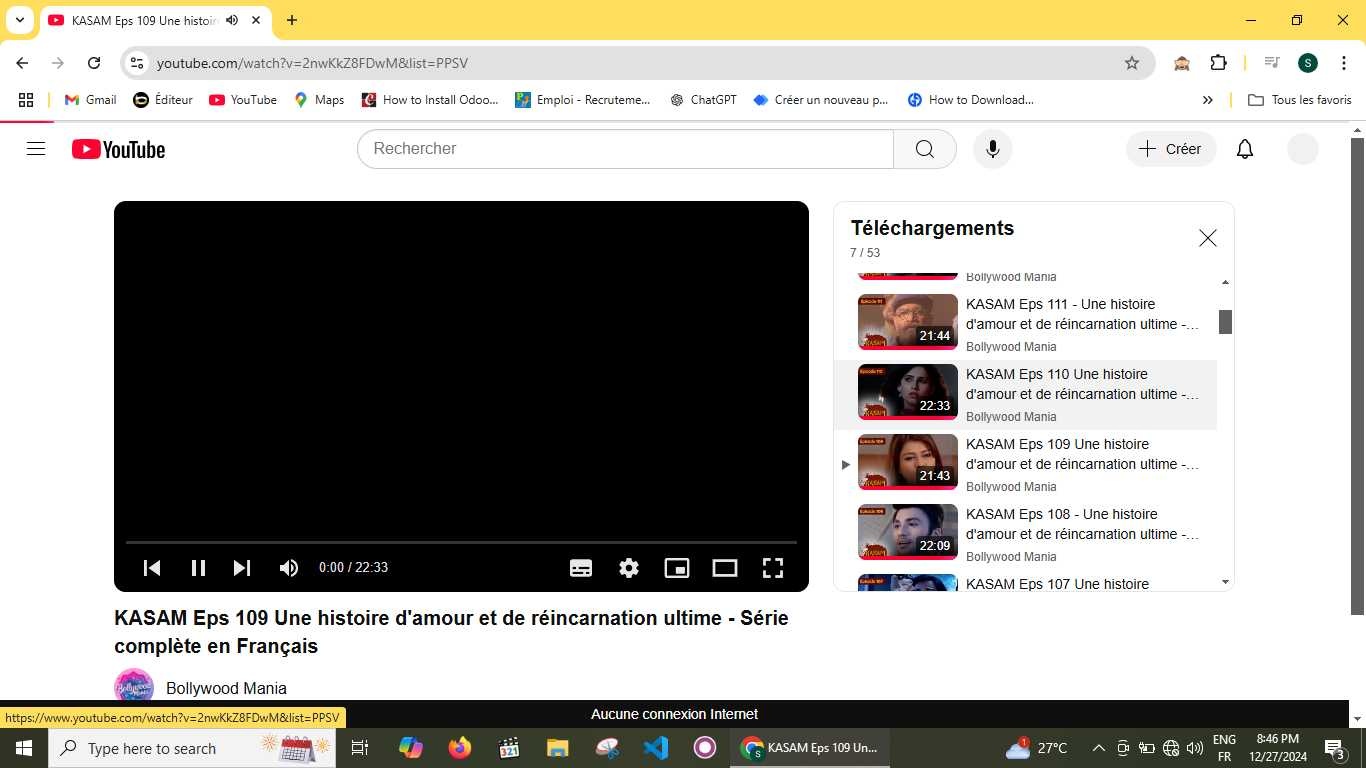 KASAM Eps 109 Une histoir
youtube.com/watch?v=2nwKkZ8FDwM&list=PPSV
S
Gmail
Éditeur
YouTube
Maps
How to Install Odoo...
Emploi - Recruteme...
ChatGPT
Créer un nouveau p...
How to Download...
Tous les favoris
YouTube
Rechercher
Créer
Téléchargements
7 / 53
Bollywood Mania
KASAM Eps 111 - Une histoire
d'amour et de réincarnation ultime -...
Bollywood Mania
21:44
KASAM Eps 110 Une histoire
d'amour et de réincarnation ultime -...
Bollywood Mania
22:33
KASAM Eps 109 Une histoire
d'amour et de réincarnation ultime -...
Bollywood Mania
21:43
KASAM Eps 108 - Une histoire
d'amour et de réincarnation ultime -...
Bollywood Mania
22:09
KASAM Eps 107 Une histoire
0:00 / 22:33
KASAM Eps 109 Une histoire d'amour et de réincarnation ultime - Série
complète en Français
Bollywood Mania
https://www.youtube.com/watch?v=2nwKkZ8FDwM&list=PPSV
Aucune connexion Internet
Type here to search
KASAM Eps 109 Un...
1
27°C
ENG
FR
8:46 PM
12/27/2024
3